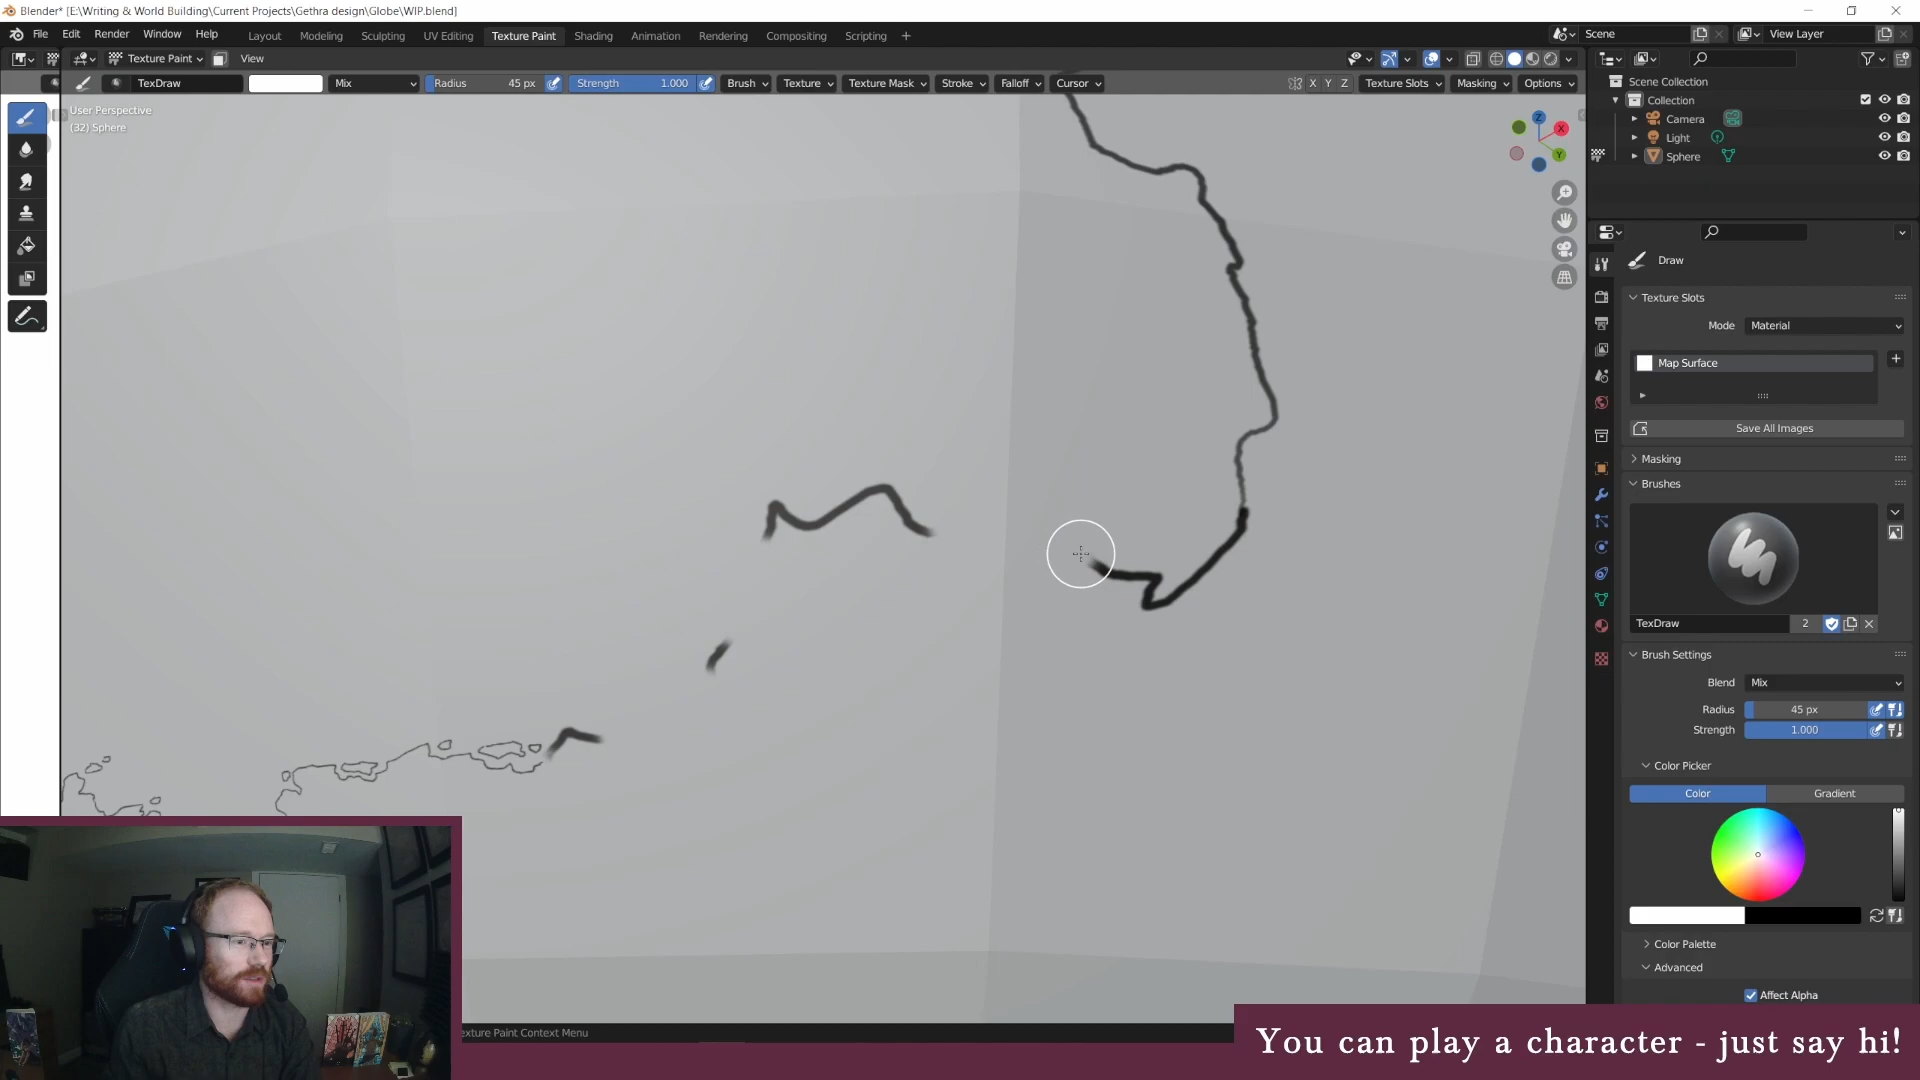 Blender* [E:\Writing & World Building\Current Projects\Gethra design\Globe\WIP.blend]
File Edit Render Window Help
Layout Modeling Sculpting UV Editing Texture Paint Shading Animation Rendering Compositing Scripting +
Scene
View Layer
Texture Paint View
TexDraw Mix Radius 45 px Strength 1.000 Brush Texture Texture Mask Stroke Falloff Cursor X Y Z Texture Slots Masking Options
User Perspective
(32) Sphere
Z X Y
Scene Collection
Collection
Camera
Light
Sphere
Draw
Texture Slots
Mode Material
Map Surface
Save All Images
Masking
Brushes
TexDraw 2
Brush Settings
Blend Mix
Radius 45 px
Strength 1.000
Color Picker
Color Gradient
Color Palette
Advanced
Affect Alpha
exture Paint Context Menu
You can play a character - just say hi!